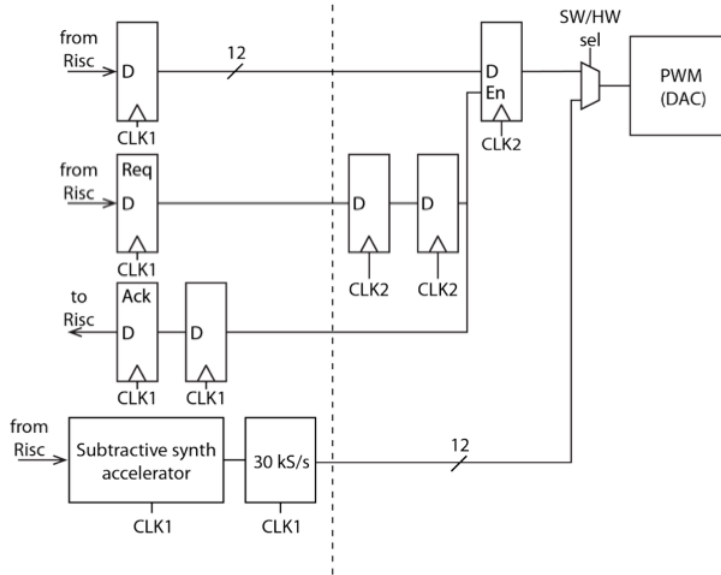 from
Risc
D
CLK1
12
D
En
CLK2
SW/HW
sel
PWM
(DAC)
from
Risc
Req
D
CLK1
D
CLK2
D
CLK2
to
Risc
Ack
D
CLK1
D
CLK1
from
Risc
Subtractive synth
accelerator
CLK1
30 kS/s
CLK1
12